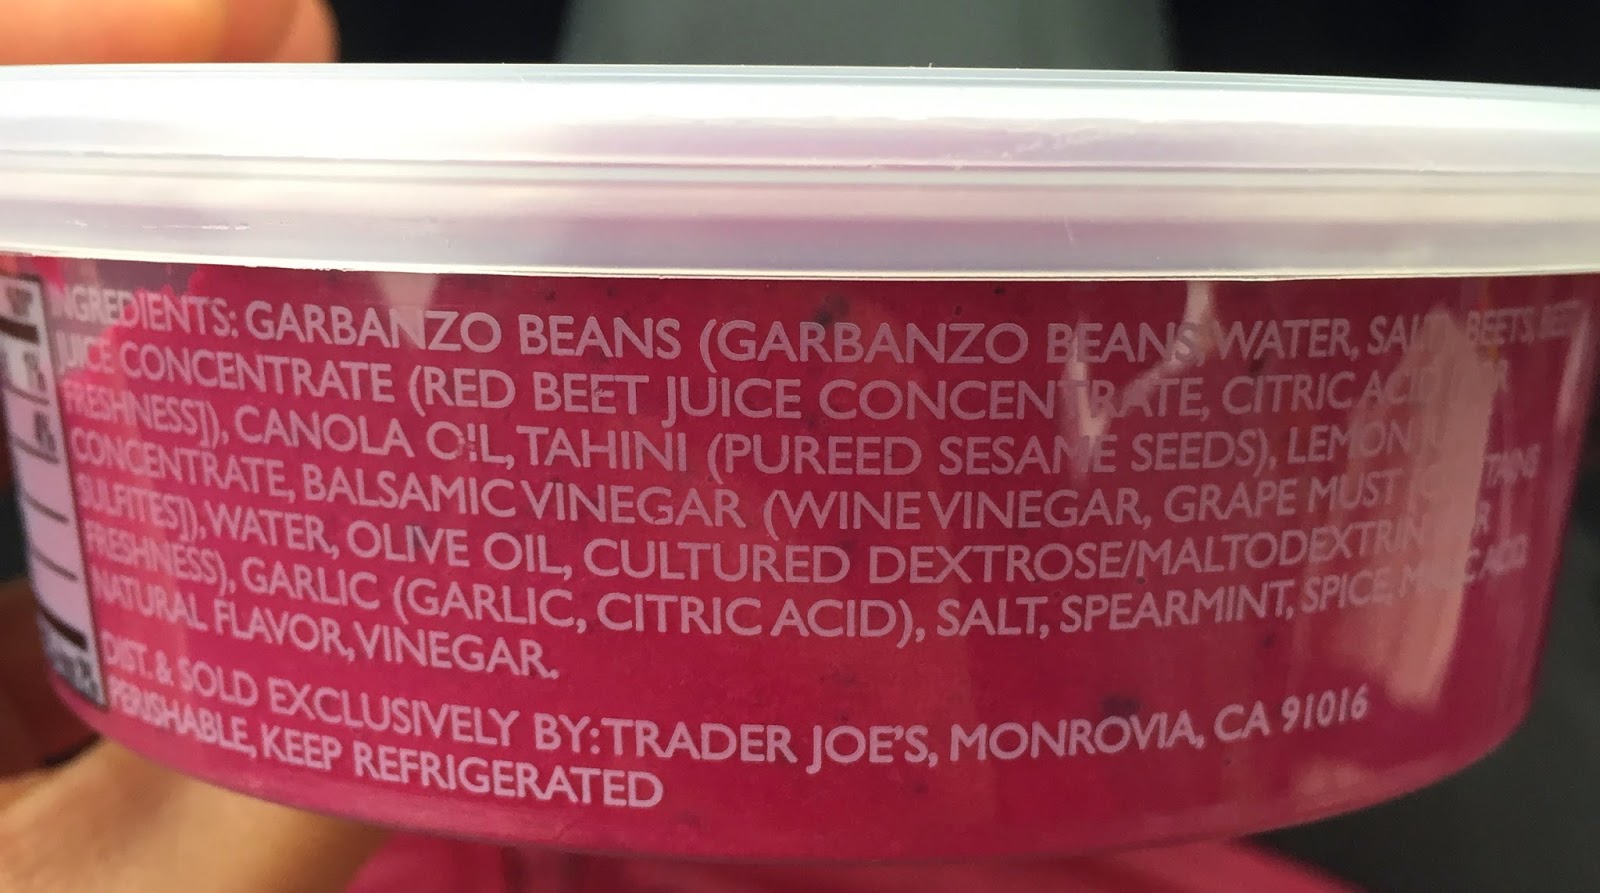 INGREDIENTS: GARBANZO BEANS (GARBANZO BEANS, WATER, SALT), BEETS, BEET
JUICE CONCENTRATE (RED BEET JUICE CONCENTRATE, CITRIC ACID
FRESHNESS]), CANOLA OIL, TAHINI (PUREED SESAME SEEDS), LEMON
CONCENTRATE, BALSAMIC VINEGAR (WINE VINEGAR, GRAPE MUST
SULFITES]), WATER, OLIVE OIL, CULTURED DEXTROSE/MALTODEXTRIN
FRESHNESS), GARLIC (GARLIC, CITRIC ACID), SALT, SPEARMINT, SPICE, ACID,
NATURAL FLAVOR, VINEGAR.
DIST. & SOLD EXCLUSIVELY BY: TRADER JOE'S, MONROVIA, CA 91016
PERISHABLE, KEEP REFRIGERATED